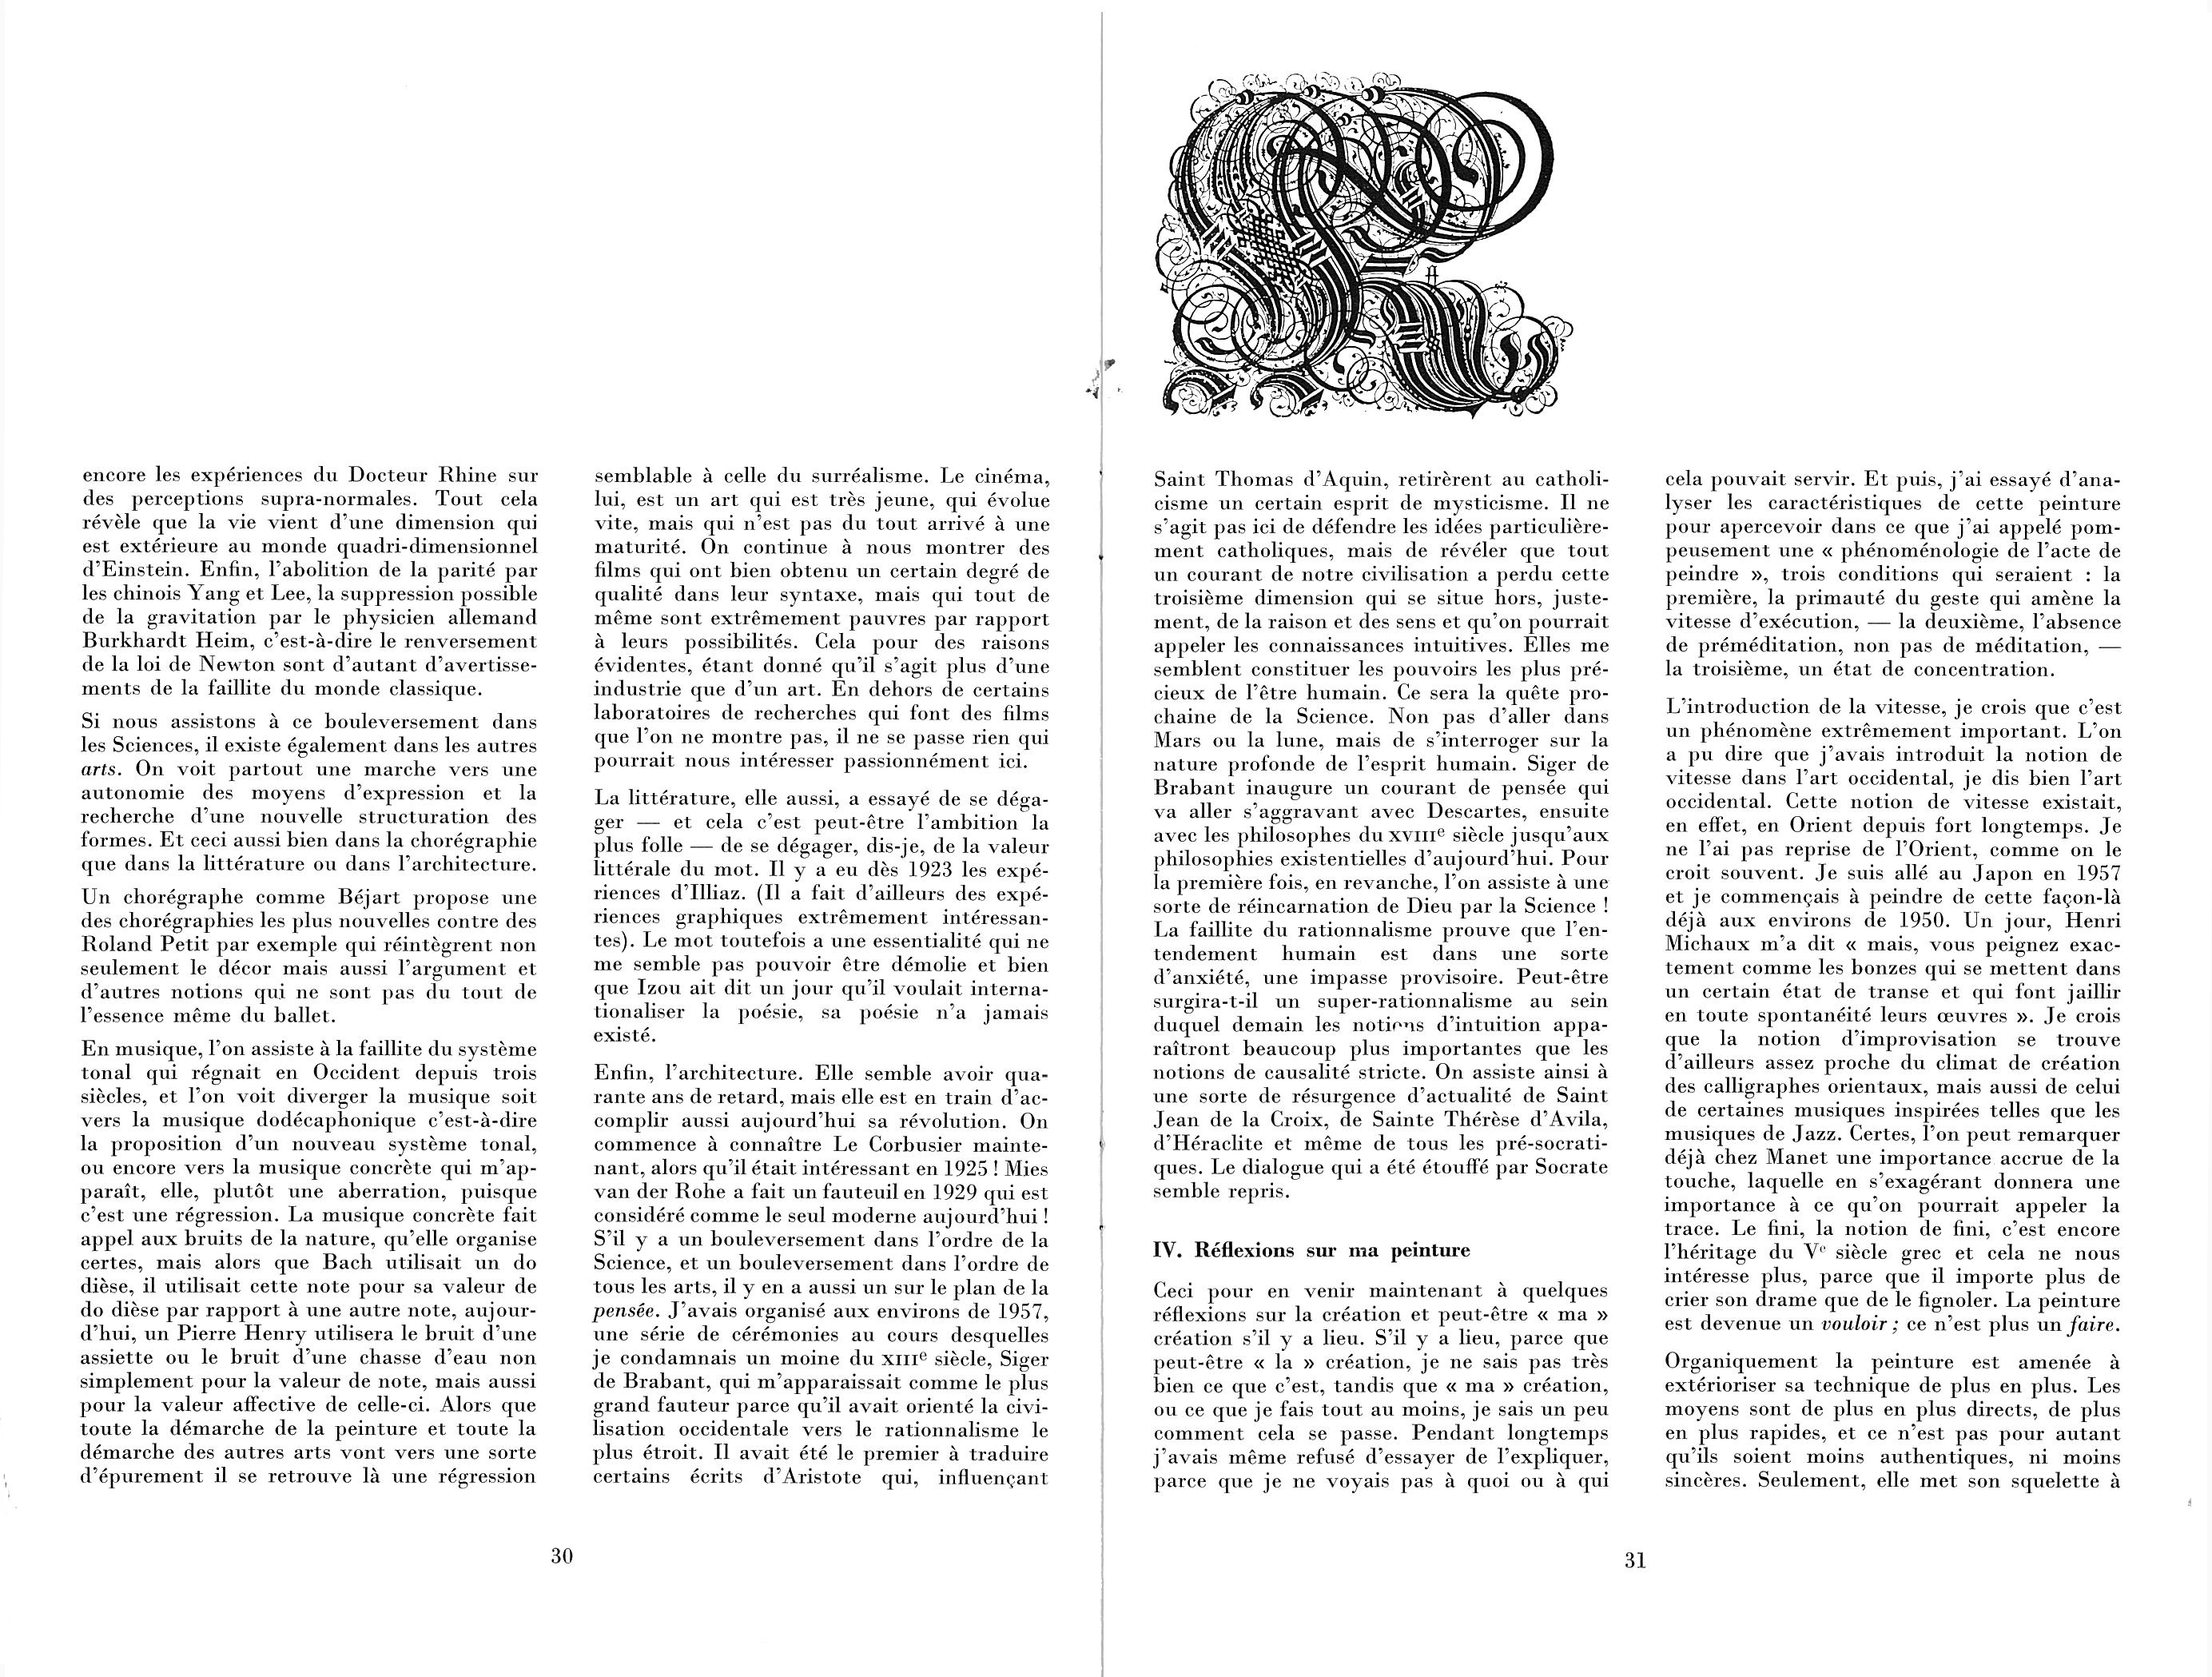 encore les expériences du Docteur Rhine sur
des perceptions supra-normales. Tout cela
révèle que la vie vient d'une dimension qui
est extérieure au monde quadri-dimensionnel
d'Einstein. Enfin, l'abolition de la parité par
les chinois Yang et Lee, la suppression possible
de la gravitation par le physicien allemand
Burkhardt Heim, c'est-à-dire le renversement
de la loi de Newton sont d'autant d'avertisse-
ments de la faillite du monde classique.
Si nous assistons à ce bouleversement dans
les Sciences, il existe également dans les autres
arts. On voit partout une marche vers une
autonomie des moyens d'expression et la
recherche d'une nouvelle structuration des
formes. Et ceci aussi bien dans la chorégraphie
que dans la littérature ou dans l'architecture.
Un chorégraphe comme Béjart propose une
des chorégraphies les plus nouvelles contre des
Roland Petit par exemple qui réintègrent non
seulement le décor mais aussi l'argument et
d'autres notions qui ne sont pas du tout de
l'essence même du ballet.
En musique, l'on assiste à la faillite du système
tonal qui régnait en Occident depuis trois
siècles, et l'on voit diverger la musique soit
vers la musique dodécaphonique c'est-à-dire
la proposition d'un nouveau système tonal,
ou encore vers la musique concrète qui m'ap-
paraît, elle, plutôt une aberration, puisque
c'est une régression. La musique concrète fait
appel aux bruits de la nature, qu'elle organise
certes, mais alors que Bach utilisait un do
dièse, il utilisait cette note pour sa valeur de
do dièse par rapport à une autre note, aujour-
d'hui, un Pierre Henry utilisera le bruit d'une
assiette ou le bruit d'une chasse d'eau non
simplement pour la valeur de note, mais aussi
pour la valeur affective de celle-ci. Alors que
toute la démarche de la peinture et toute la
démarche des autres arts vont vers une sorte
d'épurement il se retrouve là une régression
semblable à celle du surréalisme. Le cinéma,
lui, est un art qui est très jeune, qui évolue
vite, mais qui n'est pas du tout arrivé à une
maturité. On continue à nous montrer des
films qui ont bien obtenu un certain degré de
qualité dans leur syntaxe, mais qui tout de
même sont extrêmement pauvres par rapport
à leurs possibilités. Cela pour des raisons
évidentes, étant donné qu'il s'agit plus d'une
industrie que d'un art. En dehors de certains
laboratoires de recherches qui font des films
que l'on ne montre pas, il ne se passe rien qui
pourrait nous intéresser passionnément ici.
La littérature, elle aussi, a essayé de se déga-
ger — et cela c'est peut-être l'ambition la
plus folle — de se dégager, dis-je, de la valeur
littérale du mot. Il y a eu dès 1923 les expé-
riences d'Illiaz. (Il a fait d'ailleurs des expé-
riences graphiques extrêmement intéressan-
tes). Le mot toutefois a une essentialité qui ne
me semble pas pouvoir être démolie et bien
que Izou ait dit un jour qu'il voulait interna-
tionaliser la poésie, sa poésie n'a jamais
existé.
Enfin, l'architecture. Elle semble avoir qua-
rante ans de retard, mais elle est en train d'ac-
complir aussi aujourd'hui sa révolution. On
commence à connaître Le Corbusier mainte-
nant, alors qu'il était intéressant en 1925 ! Mies
van der Rohe a fait un fauteuil en 1929 qui est
considéré comme le seul moderne aujourd'hui !
S'il y a un bouleversement dans l'ordre de la
Science, et un bouleversement dans l'ordre de
tous les arts, il y en a aussi un sur le plan de la
pensée. J'avais organisé aux environs de 1957,
une série de cérémonies au cours desquelles
je condamnais un moine du XIIIe siècle, Siger
de Brabant, qui m'apparaissait comme le plus
grand fauteur parce qu'il avait orienté la civi-
lisation occidentale vers le rationnalisme le
plus étroit. Il avait été le premier à traduire
certains écrits d'Aristote qui, influençant
30
Saint Thomas d'Aquin, retirèrent au catholi-
cisme un certain esprit de mysticisme. Il ne
s'agit pas ici de défendre les idées particulière-
ment catholiques, mais de révéler que tout
un courant de notre civilisation a perdu cette
troisième dimension qui se situe hors, juste-
ment, de la raison et des sens et qu'on pourrait
appeler les connaissances intuitives. Elles me
semblent constituer les pouvoirs les plus pré-
cieux de l'être humain. Ce sera la quête pro-
chaine de la Science. Non pas d'aller dans
Mars ou la lune, mais de s'interroger sur la
nature profonde de l'esprit humain. Siger de
Brabant inaugure un courant de pensée qui
va aller s'aggravant avec Descartes, ensuite
avec les philosophes du XVIIIe siècle jusqu'aux
philosophies existentielles d'aujourd'hui. Pour
la première fois, en revanche, l'on assiste à une
sorte de réincarnation de Dieu par la Science !
La faillite du rationnalisme prouve que l'en-
tendement humain est dans une sorte
d'anxiété, une impasse provisoire. Peut-être
surgira-t-il un super-rationnalisme au sein
duquel demain les notions d'intuition appa-
raîtront beaucoup plus importantes que les
notions de causalité stricte. On assiste ainsi à
une sorte de résurgence d'actualité de Saint
Jean de la Croix, de Sainte Thérèse d'Avila,
d'Héraclite et même de tous les pré-socrati-
ques. Le dialogue qui a été étouffé par Socrate
semble repris.
IV. Réflexions sur ma peinture
Ceci pour en venir maintenant à quelques
réflexions sur la création et peut-être « ma »
création s'il y a lieu. S'il y a lieu, parce que
peut-être « la » création, je ne sais pas très
bien ce que c'est, tandis que « ma » création,
ou ce que je fais tout au moins, je sais un peu
comment cela se passe. Pendant longtemps
j'avais même refusé d'essayer de l'expliquer,
parce que je ne voyais pas à quoi ou à qui
cela pouvait servir. Et puis, j'ai essayé d'ana-
lyser les caractéristiques de cette peinture
pour apercevoir dans ce que j'ai appelé pom-
peusement une « phénoménologie de l'acte de
peindre », trois conditions qui seraient : la
première, la primauté du geste qui amène la
vitesse d'exécution, — la deuxième, l'absence
de préméditation, non pas de méditation, —
la troisième, un état de concentration.
L'introduction de la vitesse, je crois que c'est
un phénomène extrêmement important. L'on
a pu dire que j'avais introduit la notion de
vitesse dans l'art occidental, je dis bien l'art
occidental. Cette notion de vitesse existait,
en effet, en Orient depuis fort longtemps. Je
ne l'ai pas reprise de l'Orient, comme on le
croit souvent. Je suis allé au Japon en 1957
et je commençais à peindre de cette façon-là
déjà aux environs de 1950. Un jour, Henri
Michaux m'a dit « mais, vous peignez exac-
tement comme les bonzes qui se mettent dans
un certain état de transe et qui font jaillir
en toute spontanéité leurs œuvres ». Je crois
que la notion d'improvisation se trouve
d'ailleurs assez proche du climat de création
des calligraphes orientaux, mais aussi de celui
de certaines musiques inspirées telles que les
musiques de Jazz. Certes, l'on peut remarquer
déjà chez Manet une importance accrue de la
touche, laquelle en s'exagérant donnera une
importance à ce qu'on pourrait appeler la
trace. Le fini, la notion de fini, c'est encore
l'héritage du Ve siècle grec et cela ne nous
intéresse plus, parce que il importe plus de
crier son drame que de le fignoler. La peinture
est devenue un vouloir ; ce n'est plus un faire.
Organiquement la peinture est amenée à
extérioriser sa technique de plus en plus. Les
moyens sont de plus en plus directs, de plus
en plus rapides, et ce n'est pas pour autant
qu'ils soient moins authentiques, ni moins
sincères. Seulement, elle met son squelette à
31